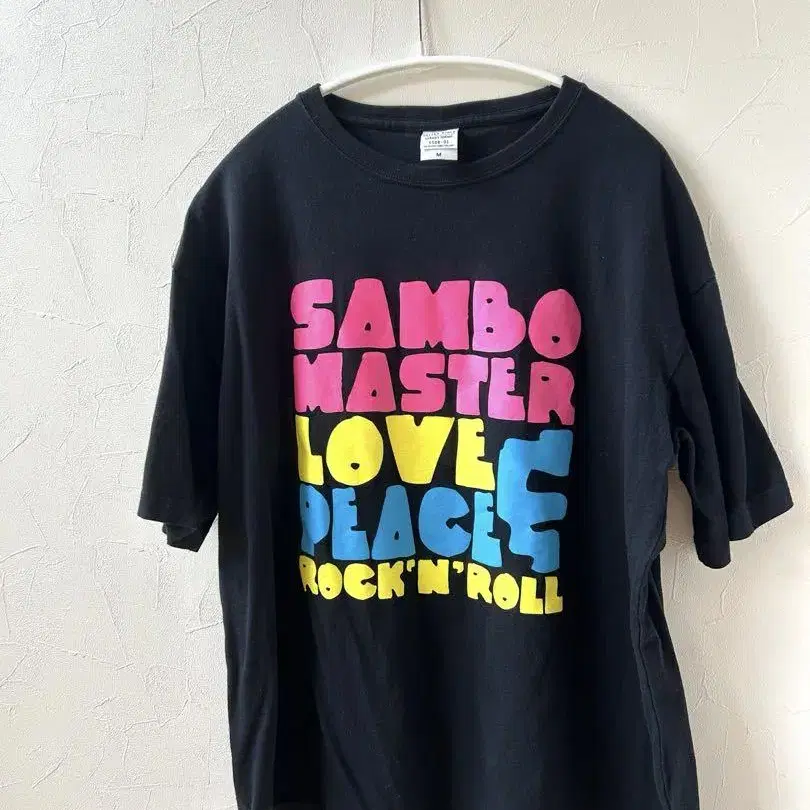 M
SAMBO
MASTER
LOVE &
PEACE
ROCK'N'ROLL